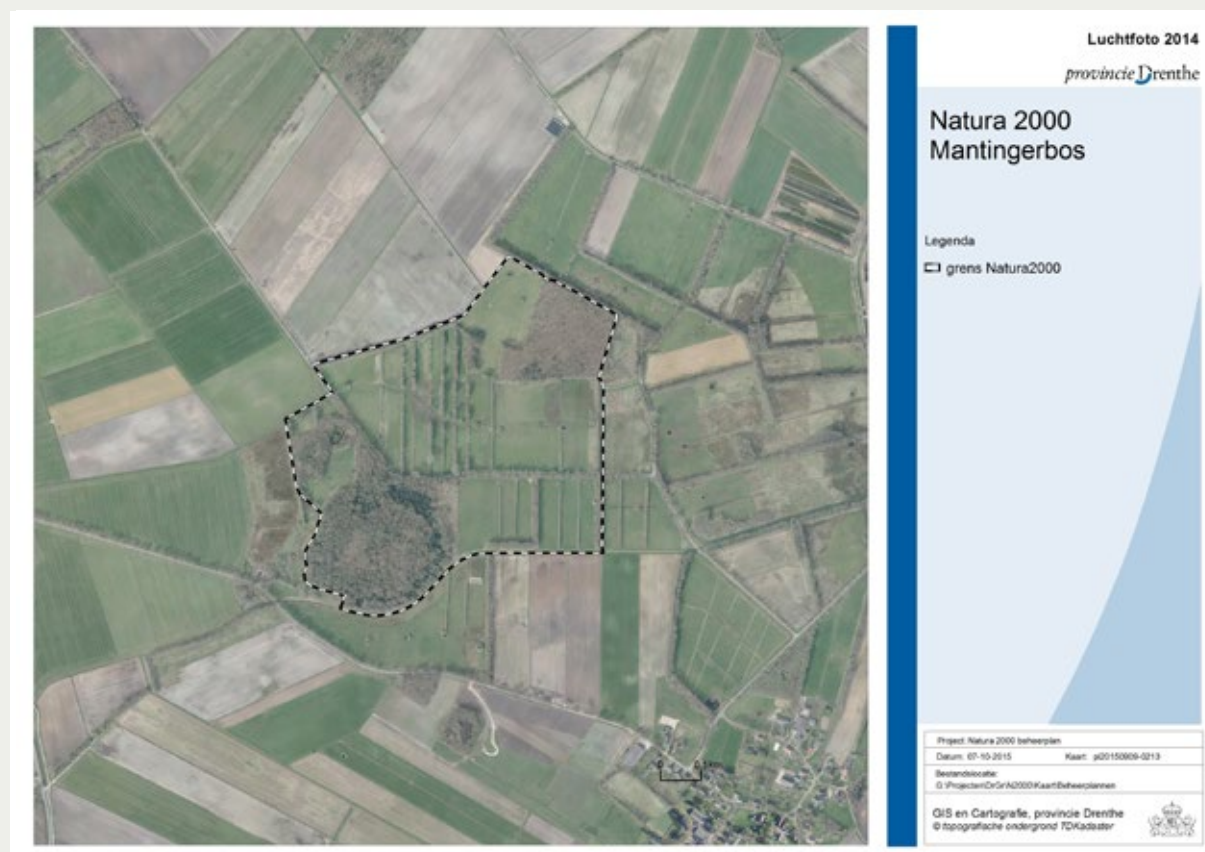 Luchtfoto 2014
provincie Drenthe
Natura 2000
Mantingerbos
Legenda
grens Natura2000
Project: Natura 2000 beheerplan
Datum: 07-10-2015 Kaart: pl20150909-0213
Bestandslocatie:
GIS en Cartografie, provincie Drenthe
© topografische ondergrond TDKadaster